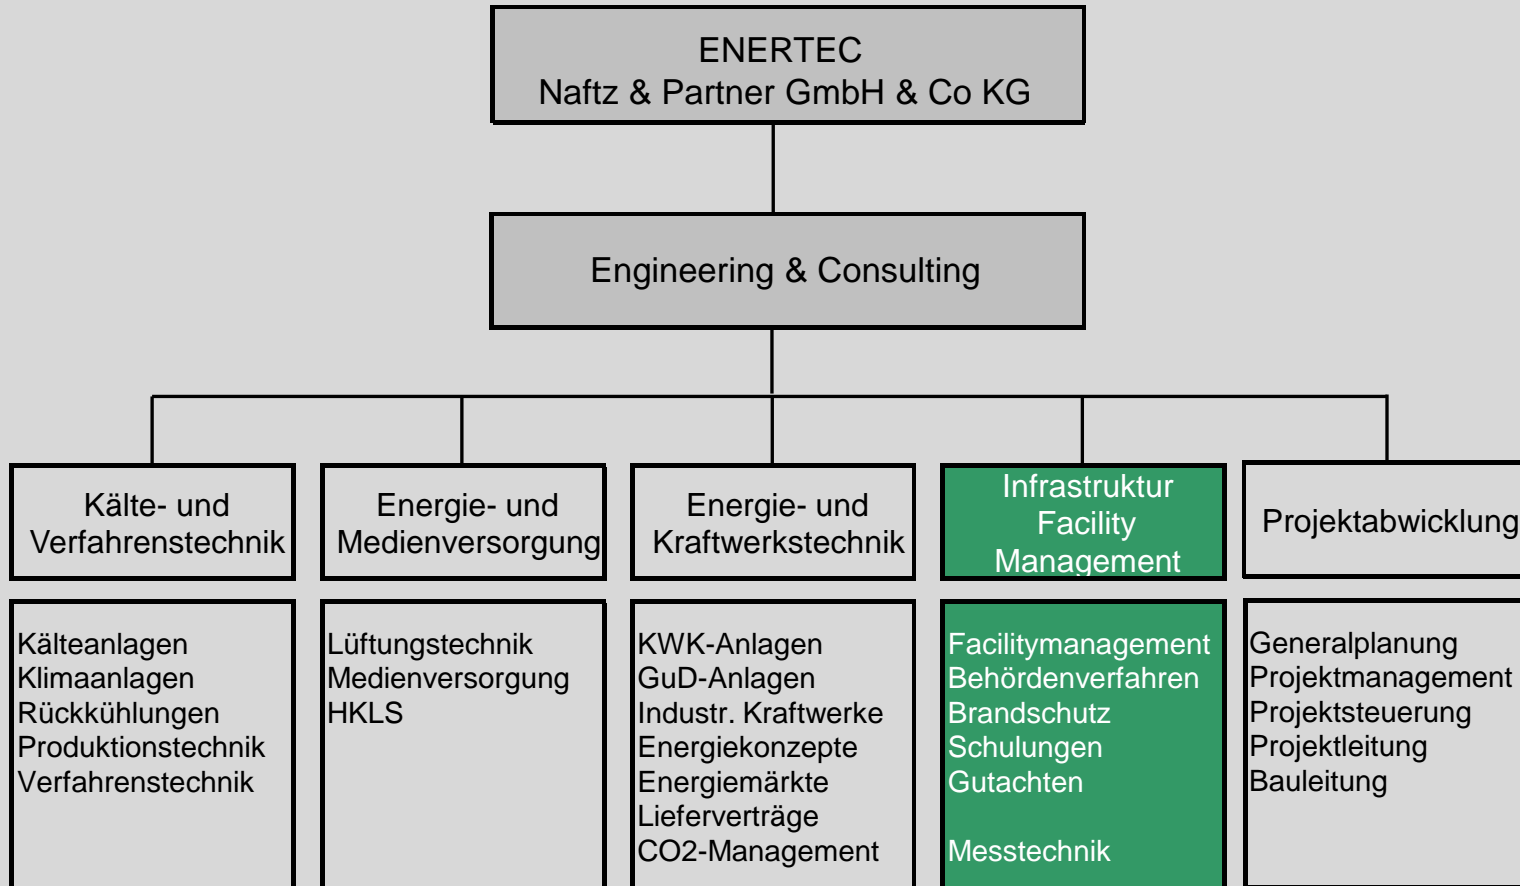 ENERTEC
Naftz & Partner GmbH & Co KG
Engineering & Consulting
Kälte- und
Verfahrenstechnik
Energie- und
Medienversorgung
Energie- und
Kraftwerkstechnik
Infrastruktur
Facility
Management
Projektabwicklung
Kälteanlagen
Klimaanlagen
Rückkühlungen
Produktionstechnik
Verfahrenstechnik
Lüftungstechnik
Medienversorgung
HKLS
KWK-Anlagen
GuD-Anlagen
Industr. Kraftwerke
Energiekonzepte
Energiemärkte
Lieferverträge
CO2-Management
Facilitymanagement
Behördenverfahren
Brandschutz
Schulungen
Gutachten
Messtechnik
Generalplanung
Projektmanagement
Projektsteuerung
Projektleitung
Bauleitung